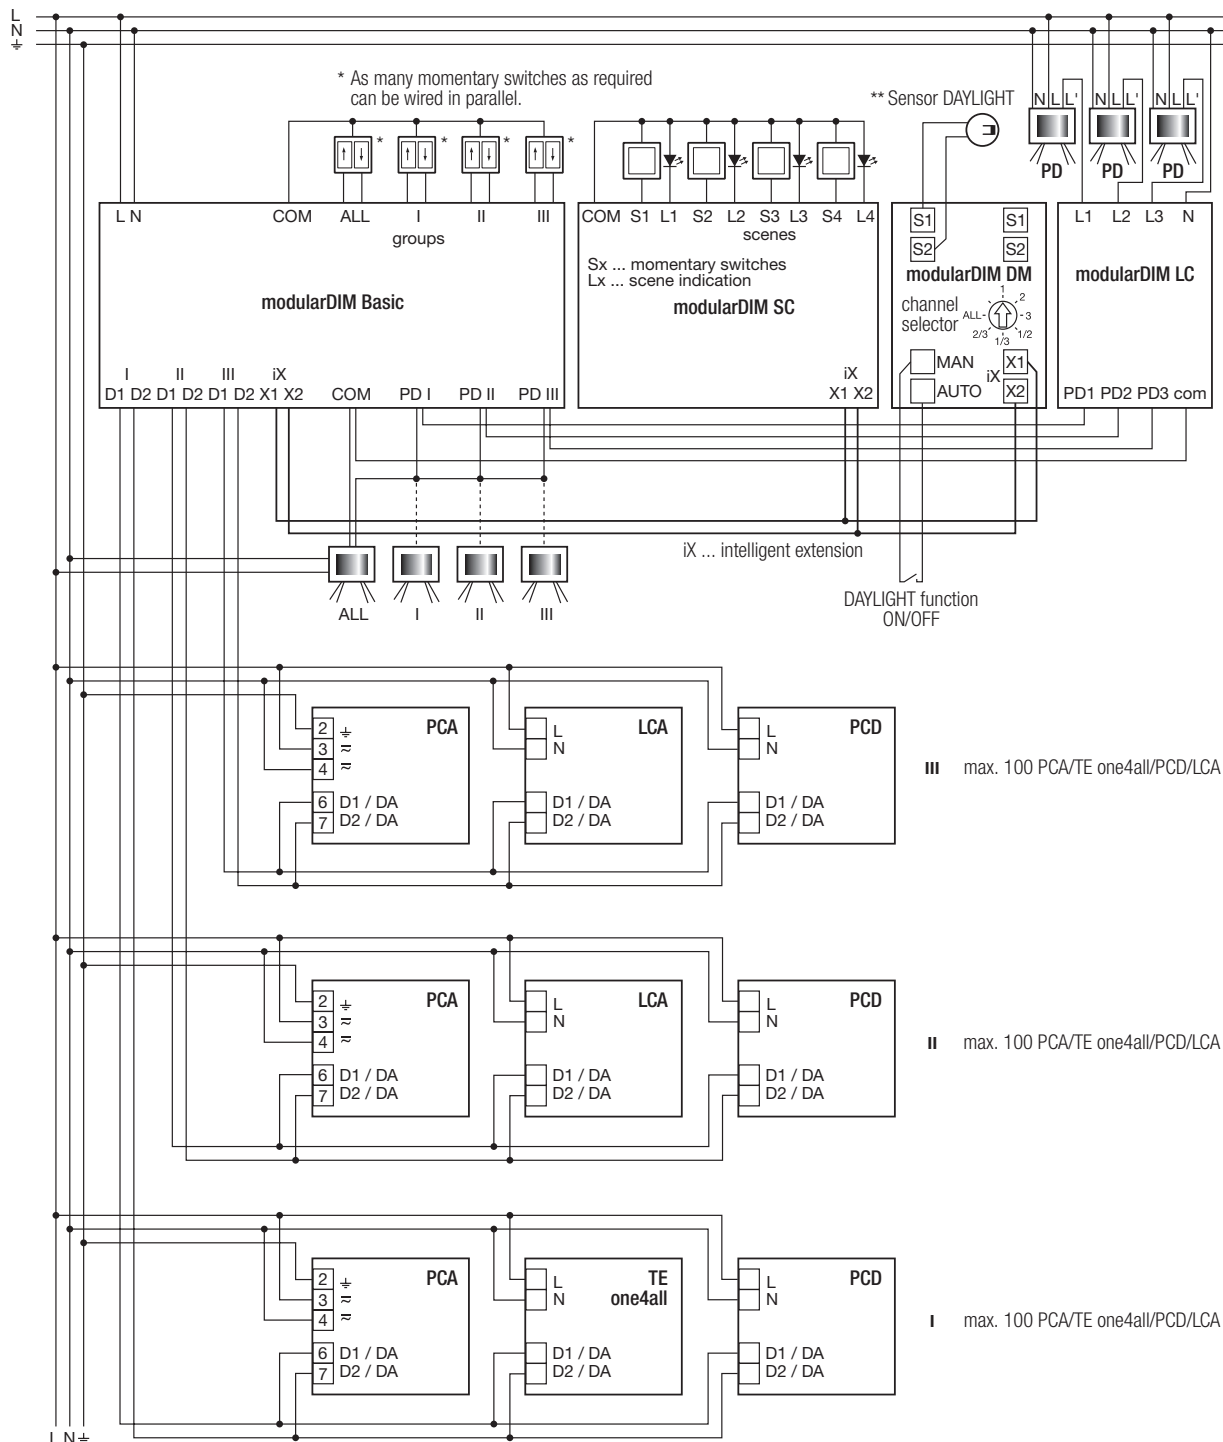 L
N
* As many momentary switches as required
can be wired in parallel.
* * * *
** Sensor DAYLIGHT
N L L' N L L' N L L'
PD PD PD
L N COM ALL I II III
groups
modularDIM Basic
I II III iX
D1 D2 D1 D2 D1 D2 X1 X2 COM PD I PD II PD III
COM S1 L1 S2 L2 S3 L3 S4 L4
scenes
Sx ... momentary switches
Lx ... scene indication
modularDIM SC
iX
X1 X2
S1 S1
S2 S2
modularDIM DM
channel
selector
ALL 1 2 3 1/2 1/3 2/3
MAN X1
iX
AUTO X2
L1 L2 L3 N
modularDIM LC
PD1 PD2 PD3 com
iX ... intelligent extension
ALL I II III
DAYLIGHT function
ON/OFF
2 PCA
3
4
6 D1 / DA
7 D2 / DA
LCA
L
N
D1 / DA
D2 / DA
PCD
L
N
D1 / DA
D2 / DA
III max. 100 PCA/TE one4all/PCD/LCA
2 PCA
3
4
6 D1 / DA
7 D2 / DA
LCA
L
N
D1 / DA
D2 / DA
PCD
L
N
D1 / DA
D2 / DA
II max. 100 PCA/TE one4all/PCD/LCA
2 PCA
3
4
6 D1 / DA
7 D2 / DA
TE
one4all
L
N
D1 / DA
D2 / DA
PCD
L
N
D1 / DA
D2 / DA
I max. 100 PCA/TE one4all/PCD/LCA
L N